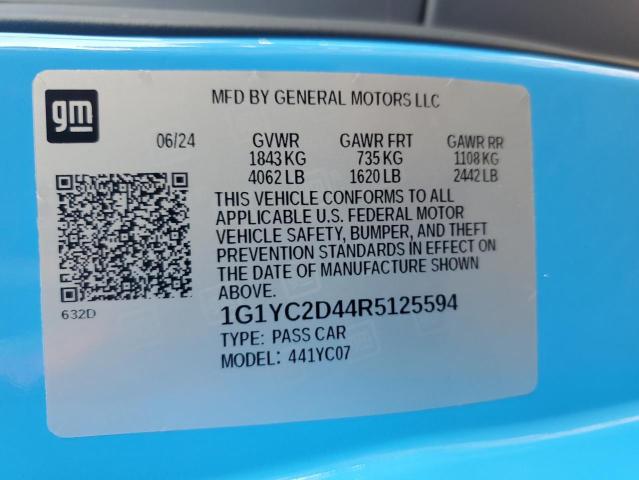 gm
MFD BY GENERAL MOTORS LLC
06/24 GVWR GAWR FRT GAWR RR
1843 KG 735 KG 1108 KG
4062 LB 1620 LB 2442 LB
THIS VEHICLE CONFORMS TO ALL
APPLICABLE U.S. FEDERAL MOTOR
VEHICLE SAFETY, BUMPER, AND THEFT
PREVENTION STANDARDS IN EFFECT ON
THE DATE OF MANUFACTURE SHOWN
ABOVE.
632D
1G1YC2D44R5125594
TYPE: PASS CAR
MODEL: 441YC07